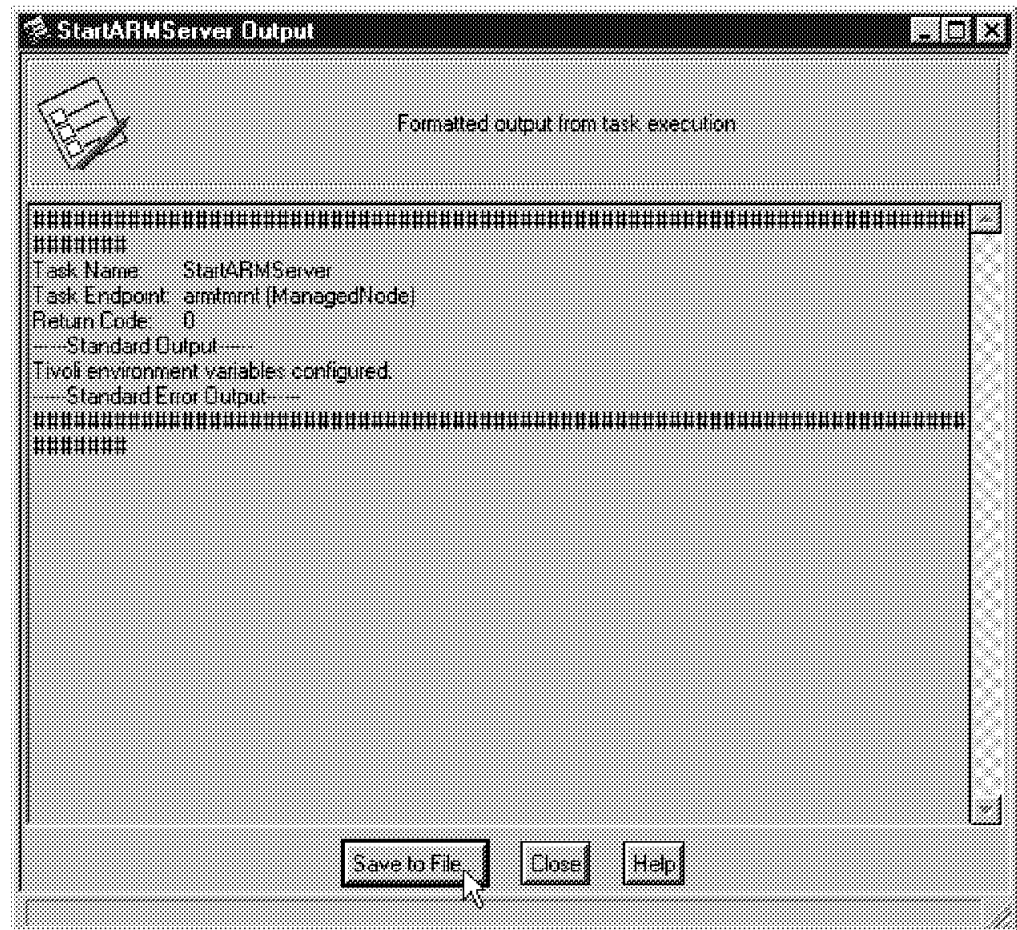 StartARMServer Output
Formatted output from task execution
#####################################################################
#######
Task Name: StartARMServer
Task Endpoint: armtmrnt (ManagedNode)
Return Code: 0
------Standard Output------
Tivoli environment variables configured.
------Standard Error Output------
#####################################################################
#######
Save to File... Close Help